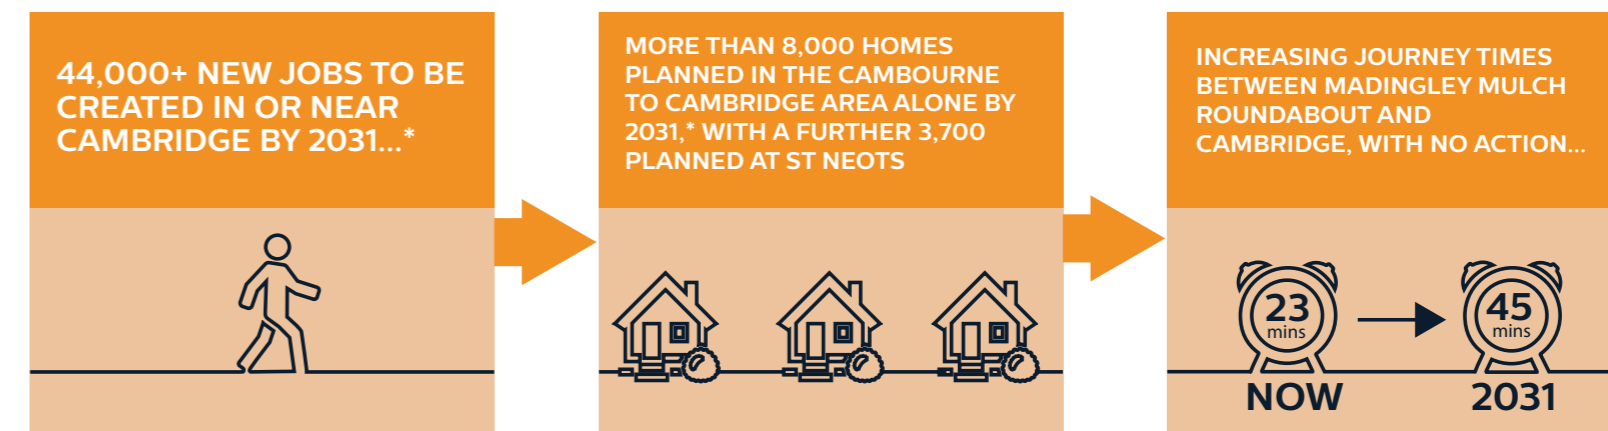 44,000+ NEW JOBS TO BE
CREATED IN OR NEAR
CAMBRIDGE BY 2031...*
MORE THAN 8,000 HOMES
PLANNED IN THE CAMBOURNE
TO CAMBRIDGE AREA ALONE BY
2031,* WITH A FURTHER 3,700
PLANNED AT ST NEOTS
INCREASING JOURNEY TIMES
BETWEEN MADINGLEY MULCH
ROUNDABOUT AND
CAMBRIDGE, WITH NO ACTION...
23
mins
NOW
45
mins
2031